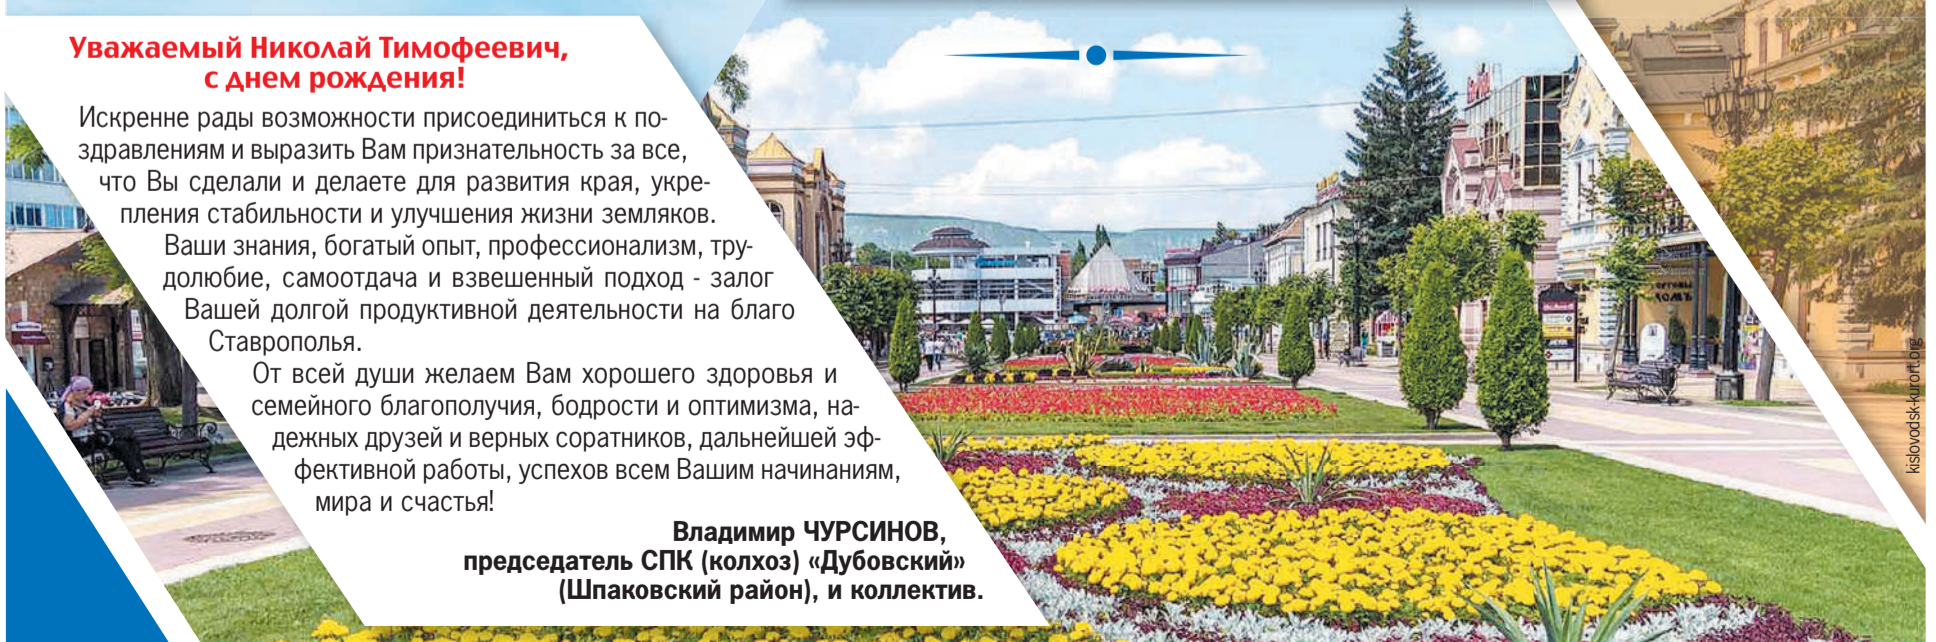 Уважаемый Николай Тимофеевич,
с днем рождения!
Искренне рады возможности присоединиться к по-
здравлениям и выразить Вам признательность за все,
что Вы сделали и делаете для развития края, укре-
пления стабильности и улучшения жизни земляков.
Ваши знания, богатый опыт, профессионализм, тру-
долюбие, самоотдача и взвешенный подход - залог
Вашей долгой продуктивной деятельности на благо
Ставрополья.
От всей души желаем Вам хорошего здоровья и
семейного благополучия, бодрости и оптимизма, на-
дежных друзей и верных соратников, дальнейшей эф-
фективной работы, успехов всем Вашим начинаниям,
мира и счастья!
Владимир ЧУРСИНОВ,
председатель СПК (колхоз) «Дубовский»
(Шпаковский район), и коллектив.
kislovodsk-kurort.org